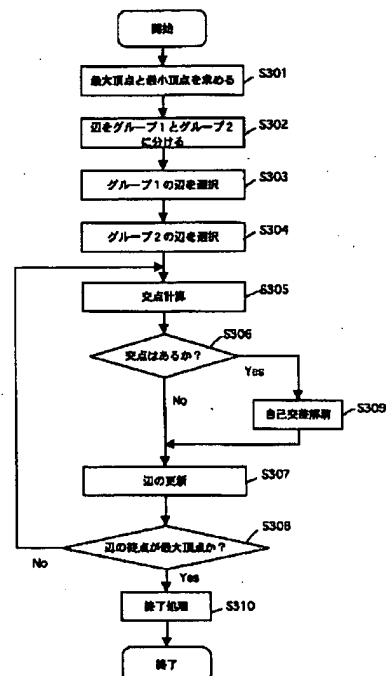 開始
最大頂点と最小頂点を求める
S301
辺をグループ1とグループ2
に分ける
S302
グループ1の辺を選択
S303
グループ2の辺を選択
S304
交点計算
S305
交点はあるか?
S306
Yes
No
自己交差解消
S309
辺の更新
S307
辺の終点が最大頂点か?
S308
No
Yes
終了処理
S310
終了